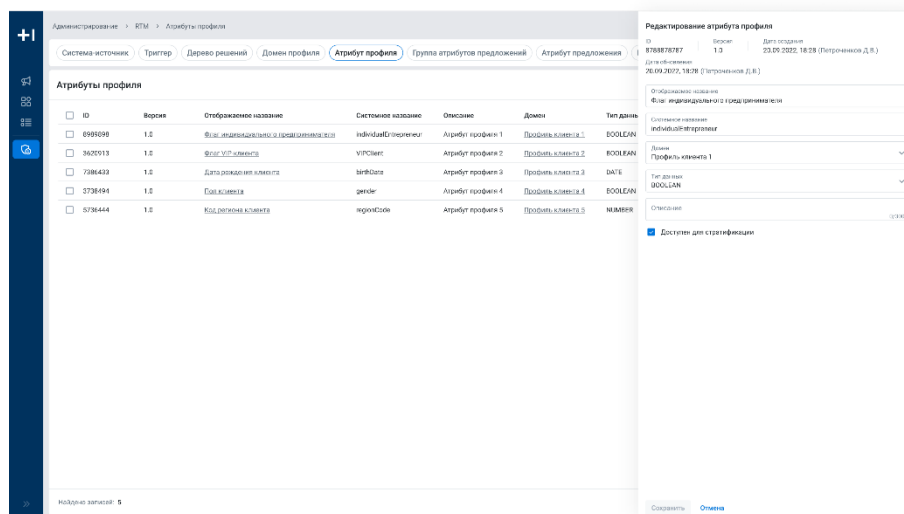 Администрирование > RTM > Атрибуты профиля
Система-источник Триггер Дерево решений Домен профиля Атрибут профиля Группа атрибутов предложений Атрибут предложения
Атрибуты профиля
ID Версия Отображаемое название Системное название Описание Домен Тип данны
8989898 1.0 Флаг индивидуального предпринимателя individualEntrepreneur Атрибут профиля 1 Профиль клиента 1 BOOLEAN
3620913 1.0 Флаг VIP клиента VIPClient Атрибут профиля 2 Профиль клиента 2 BOOLEAN
7386433 1.0 Дата рождения клиента birthDate Атрибут профиля 3 Профиль клиента 3 DATE
3738494 1.0 Пол клиента gender Атрибут профиля 4 Профиль клиента 4 BOOLEAN
5736444 1.0 Код региона клиента regionCode Атрибут профиля 5 Профиль клиента 5 NUMBER
Найдено записей: 5
Редактирование атрибута профиля
ID Версия Дата создания
8788878787 1.0 20.09.2022, 18:28 (Петроченков Д.В.)
Дата обновления
20.09.2022, 18:28 (Петроченков Д.В.)
Отображаемое название
Флаг индивидуального предпринимателя
Системное название
individualEntrepreneur
Домен
Профиль клиента 1
Тип данных
BOOLEAN
Описание
Доступен для стратификации
Сохранить Отмена